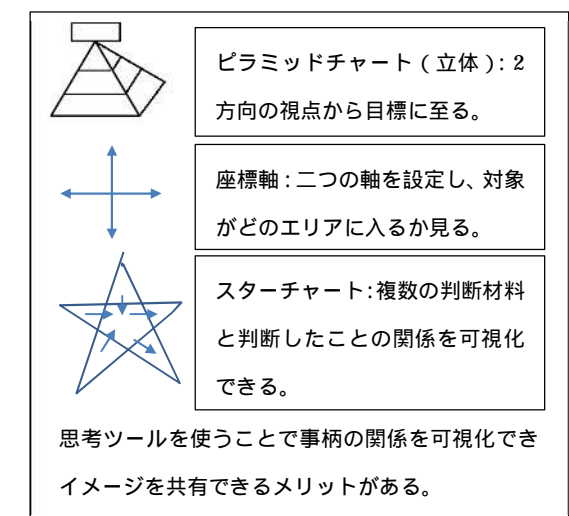 ピラミッドチャート（立体）：2
方向の視点から目標に至る。
座標軸：二つの軸を設定し、対象
がどのエリアに入るか見る。
スターチャート：複数の判断材料
と判断したことの関係を可視化
できる。
思考ツールを使うことで事柄の関係を可視化でき
イメージを共有できるメリットがある。